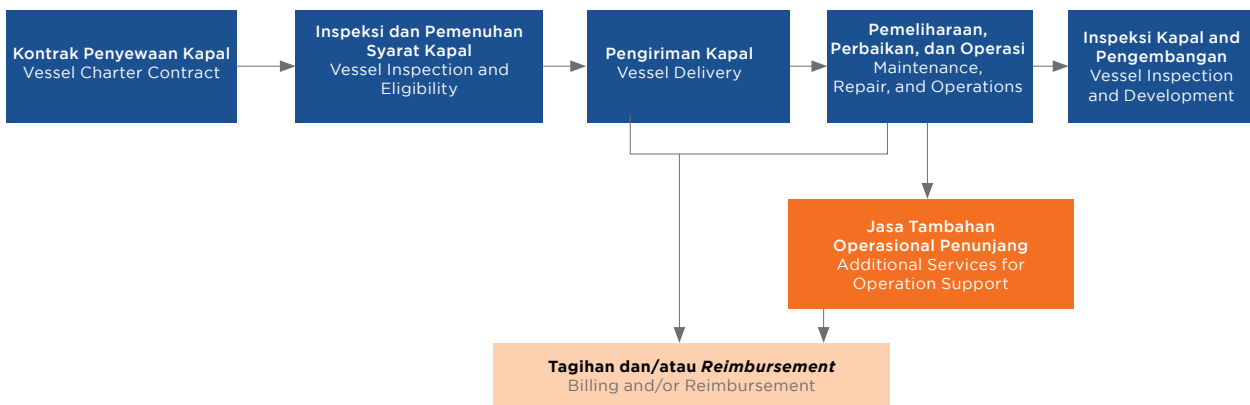 Kontrak Penyewaan Kapal
Vessel Charter Contract
Inspeksi dan Pemenuhan
Syarat Kapal
Vessel Inspection and
Eligibility
Pengiriman Kapal
Vessel Delivery
Pemeliharaan,
Perbaikan, dan Operasi
Maintenance,
Repair, and Operations
Inspeksi Kapal and
Pengembangan
Vessel Inspection
and Development
Jasa Tambahan
Operasional Penunjang
Additional Services for
Operation Support
Tagihan dan/atau Reimbursement
Billing and/or Reimbursement